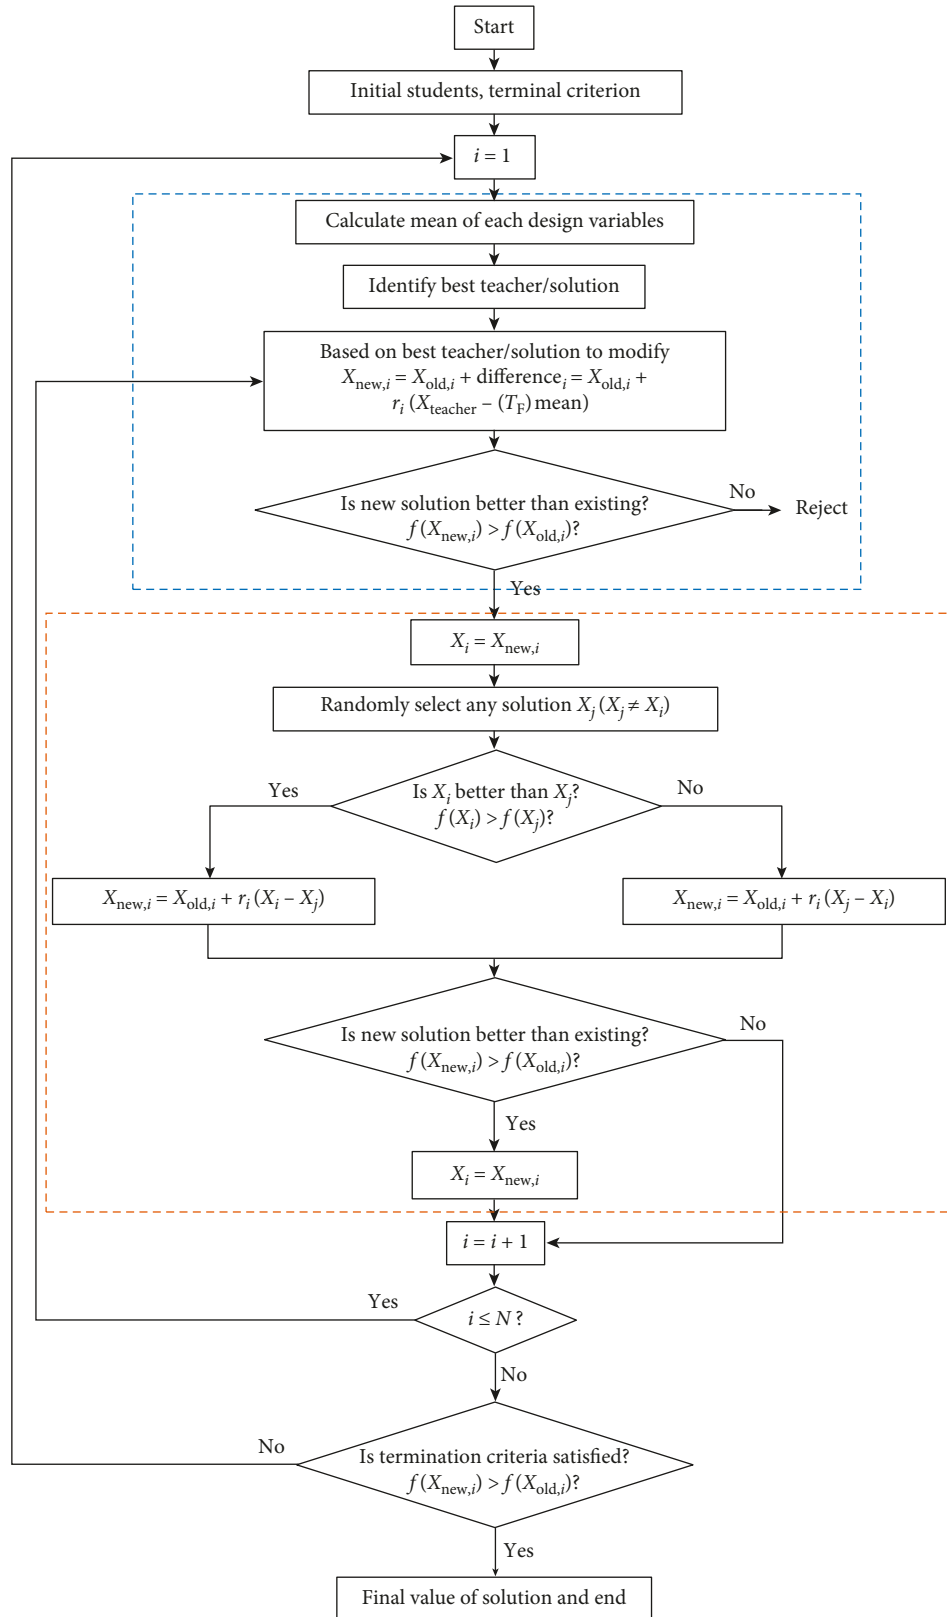 Start
Initial students, terminal criterion
i = 1
Calculate mean of each design variables
Identify best teacher/solution
Based on best teacher/solution to modify
Xnew,i = Xold,i + differencei = Xold,i +
ri (Xteacher – (TF) mean)
Is new solution better than existing?
f (Xnew,i) > f (Xold,i)?
No
Reject
Yes
Xi = Xnew,i
Randomly select any solution Xj (Xj ≠ Xi)
Is Xi better than Xj?
f (Xi) > f (Xj)?
Yes
No
Xnew,i = Xold,i + ri (Xi – Xj)
Xnew,i = Xold,i + ri (Xj – Xi)
Is new solution better than existing?
f (Xnew,i) > f (Xold,i)?
No
Yes
Xi = Xnew,i
i = i + 1
Yes
i ≤ N ?
No
No
Is termination criteria satisfied?
f (Xnew,i) > f (Xold,i)?
Yes
Final value of solution and end